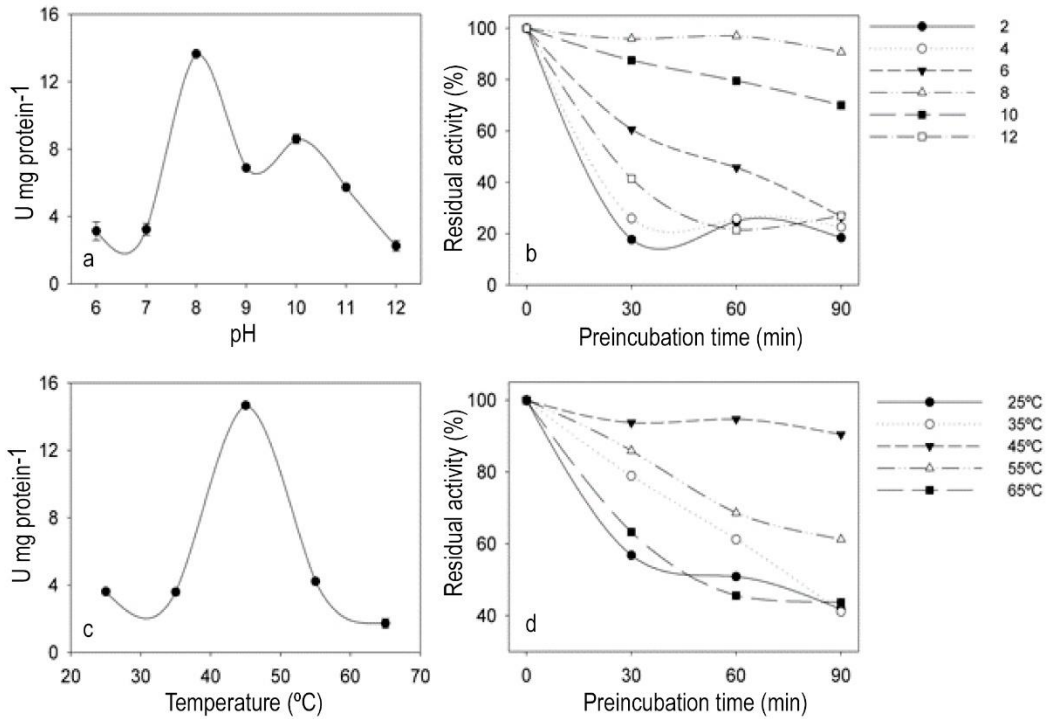 16
12
8
4
0
U mg protein-1
a
6 7 8 9 10 11 12
pH
100
80
60
40
20
0
Residual activity (%)
b
0 30 60 90
Preincubation time (min)
2
4
6
8
10
12
16
12
8
4
0
U mg protein-1
c
20 30 40 50 60 70
Temperature (ºC)
100
80
60
40
Residual activity (%)
d
0 30 60 90
Preincubation time (min)
25ºC
35ºC
45ºC
55ºC
65ºC